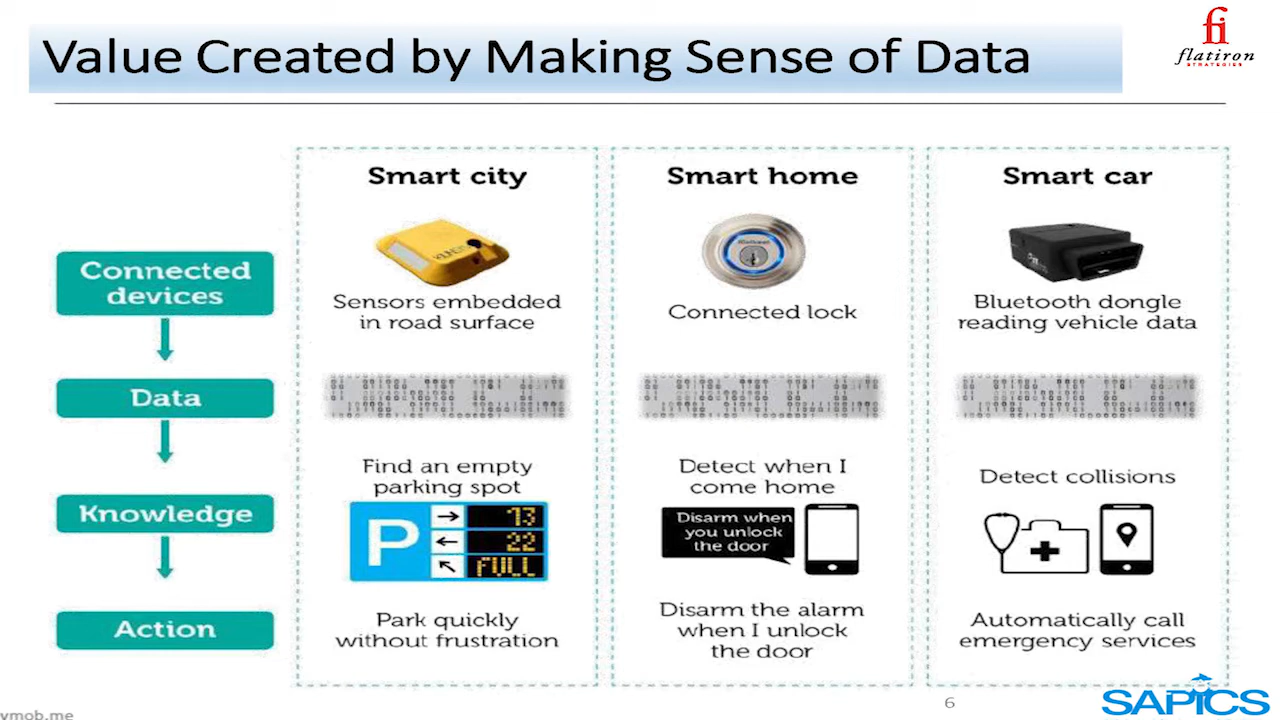 Value Created by Making Sense of Data
fi
flatiron
STRATEGIES
Smart city
Smart home
Smart car
Connected
devices
Sensors embedded
in road surface
Connected lock
Bluetooth dongle
reading vehicle data
Data
Knowledge
Find an empty
parking spot
P
→ 13
← 22
↖ FULL
Detect when I
come home
Disarm when
you unlock
the door
Detect collisions
Action
Park quickly
without frustration
Disarm the alarm
when I unlock
the door
Automatically call
emergency services
6
SAPICS
vmob.me